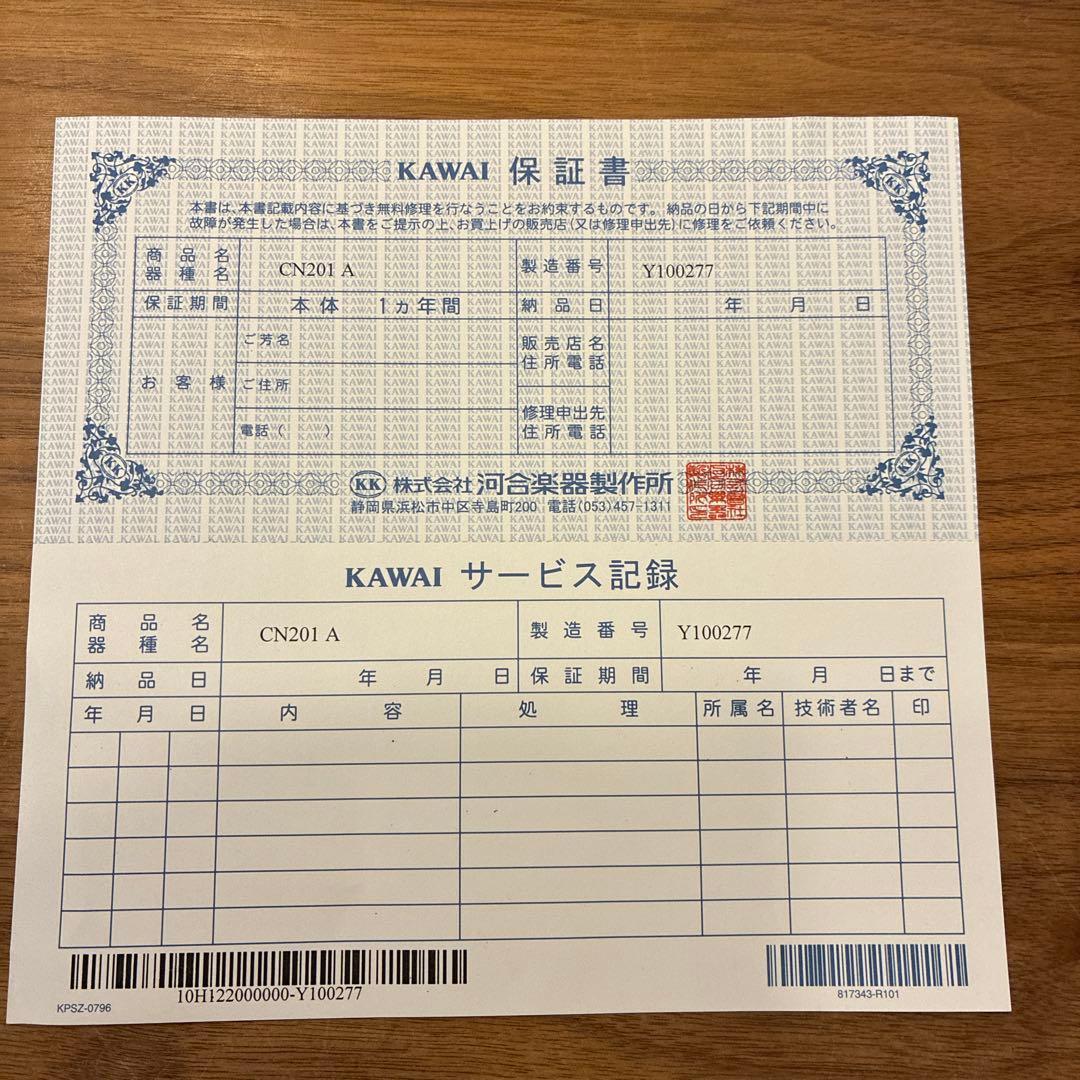 KAWAI 保証書
本書は、本書記載内容に基づき無料修理を行なうことをお約束するものです。納品の日から下記期間中に
故障が発生した場合は、本書をご提示の上、お買上げの販売店(又は修理申出先)に修理をご依頼ください。
商品名
器種名
CN201 A
製造番号
Y100277
保証期間
本体 1ヵ年間
納品日
年 月 日
お客様
ご芳名
ご住所
電話( )
販売店名
住所電話
修理申出先
住所電話
KK 株式会社 河合楽器製作所
静岡県浜松市中区寺島町200 電話(053)457-1311
KAWAI サービス記録
商品名
器種名
CN201 A
製造番号
Y100277
納品日
年 月 日
保証期間
年 月 日まで
年月日 内容 処理 所属名 技術者名 印
10H122000000-Y100277
KPSZ-0796
817343-R101